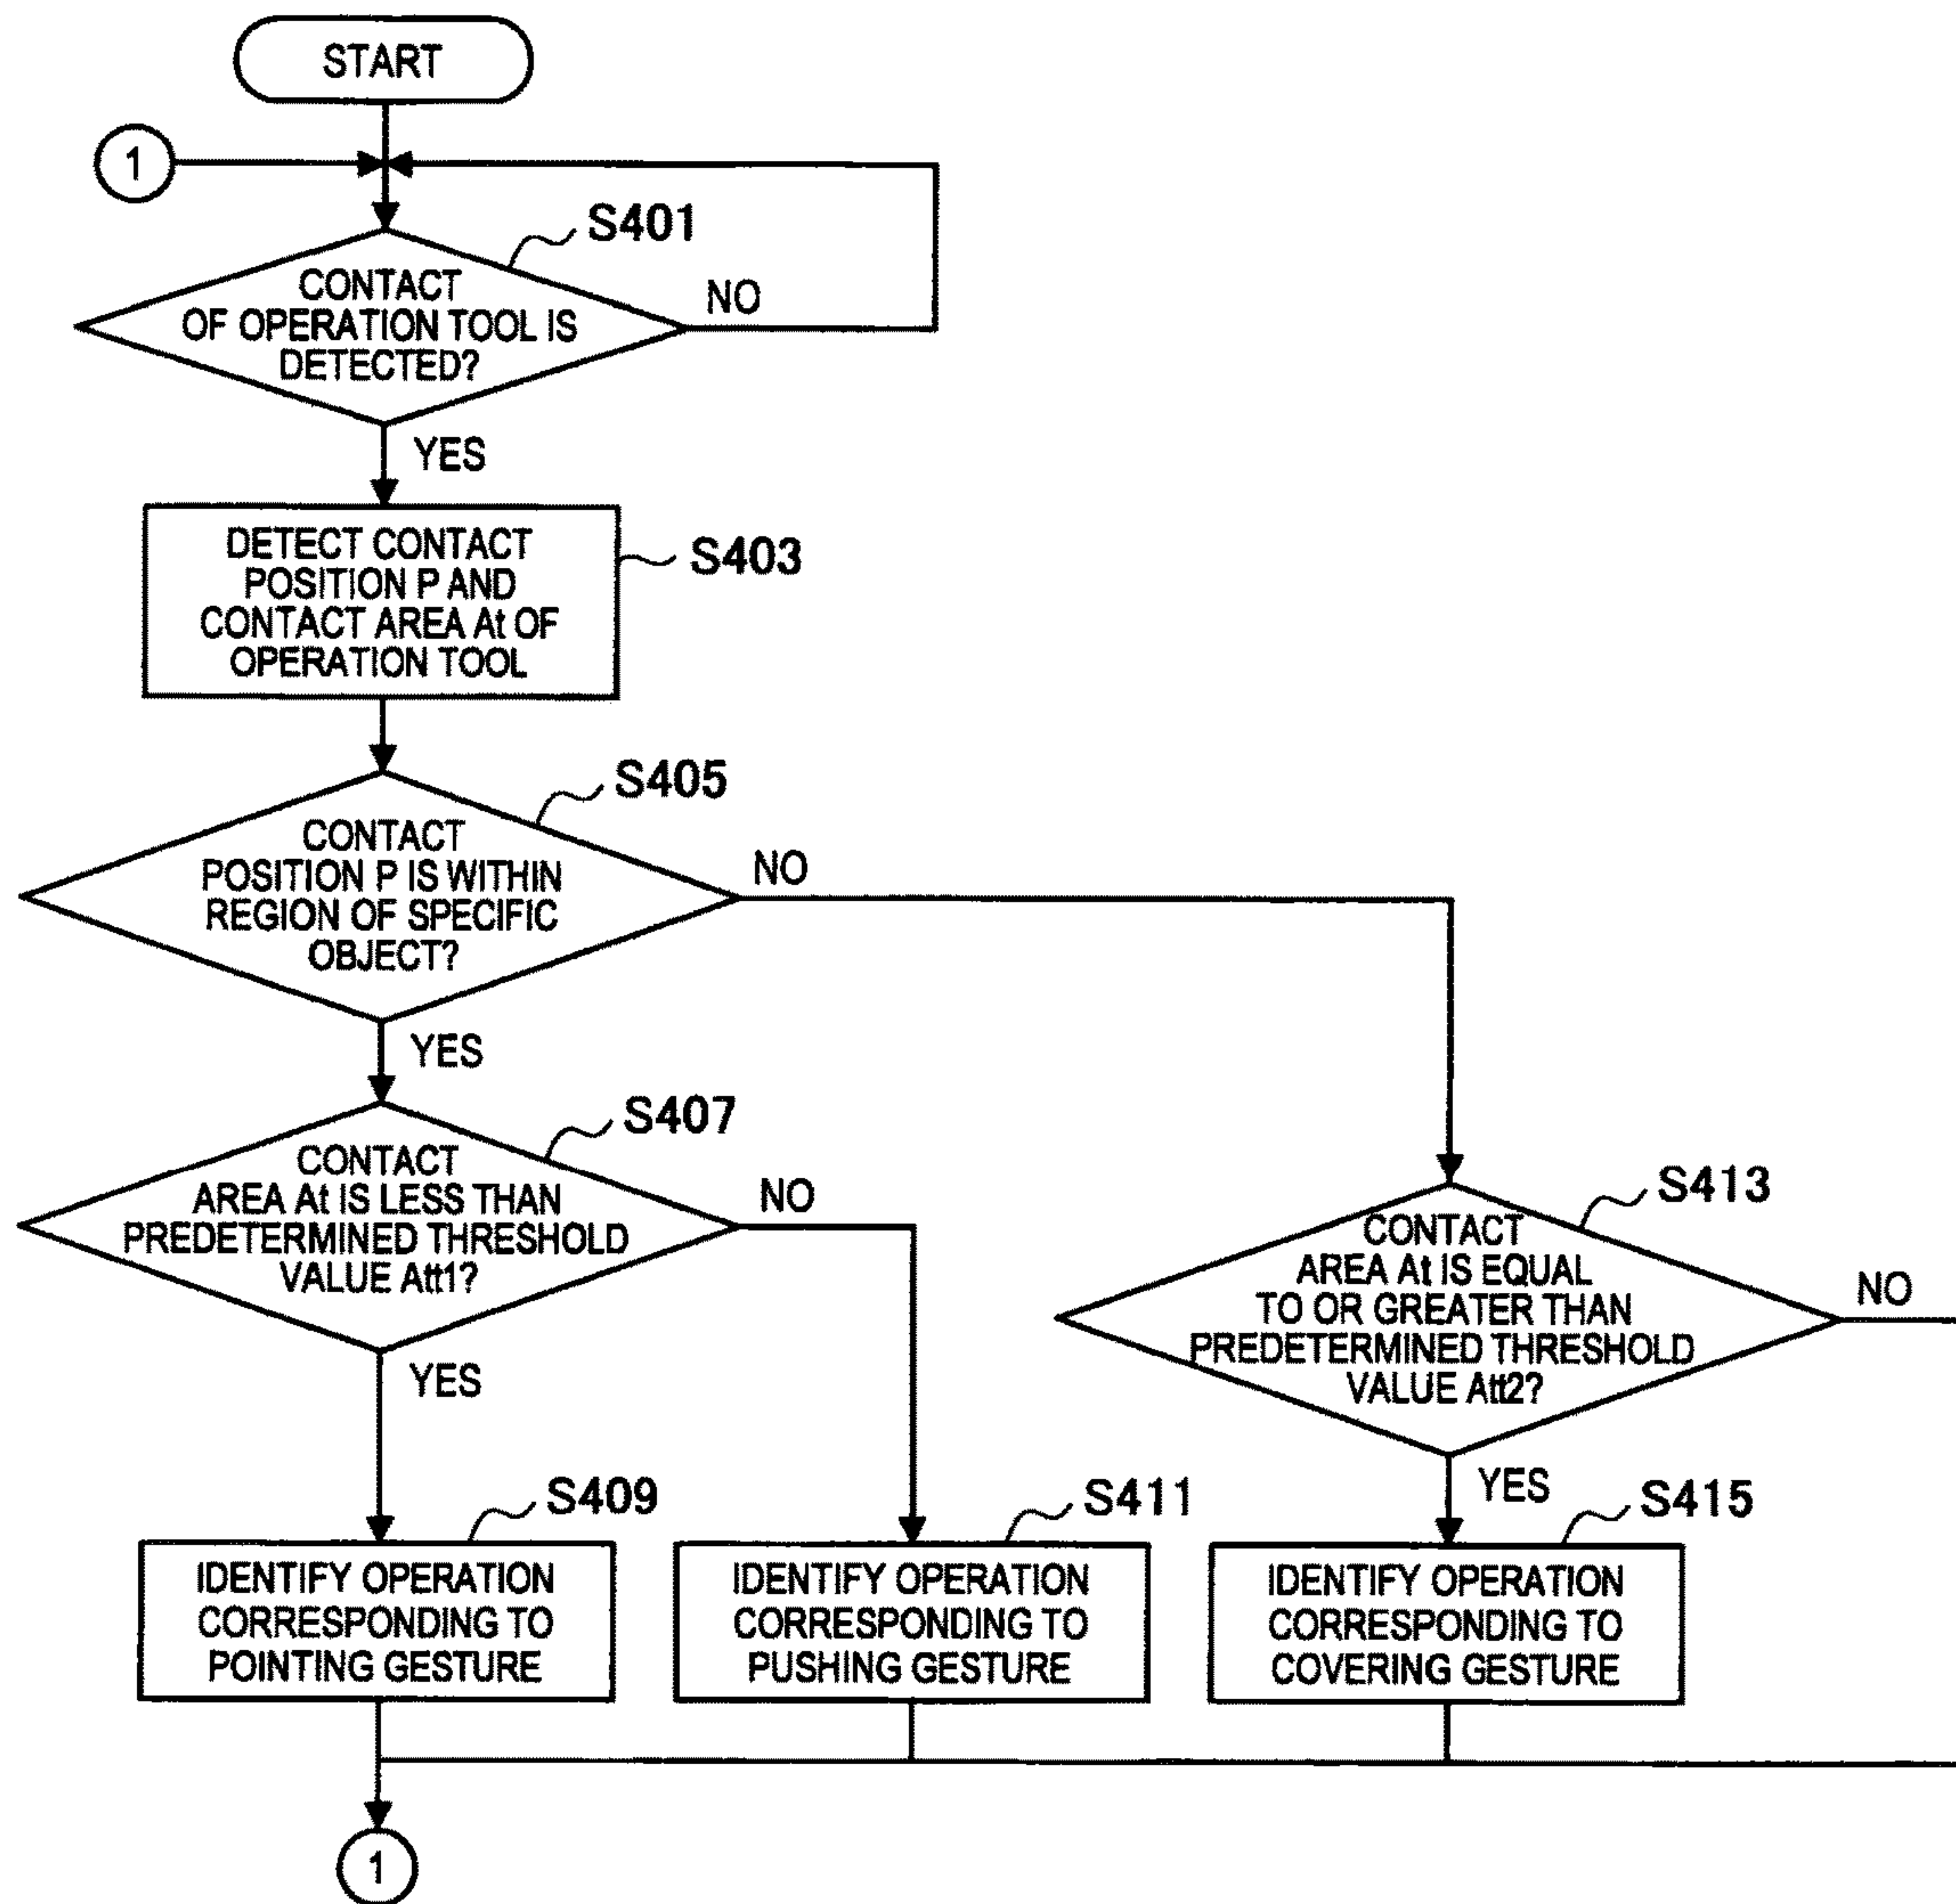 START
1
S401
CONTACT
OF OPERATION TOOL IS
DETECTED?
NO
YES
DETECT CONTACT
POSITION P AND
CONTACT AREA At OF
OPERATION TOOL
S403
S405
CONTACT
POSITION P IS WITHIN
REGION OF SPECIFIC
OBJECT?
NO
YES
S407
CONTACT
AREA At IS LESS THAN
PREDETERMINED THRESHOLD
VALUE Att1?
NO
YES
S413
CONTACT
AREA At IS EQUAL
TO OR GREATER THAN
PREDETERMINED THRESHOLD
VALUE Att2?
NO
YES
S409
IDENTIFY OPERATION
CORRESPONDING TO
POINTING GESTURE
S411
IDENTIFY OPERATION
CORRESPONDING TO
PUSHING GESTURE
S415
IDENTIFY OPERATION
CORRESPONDING TO
COVERING GESTURE
1